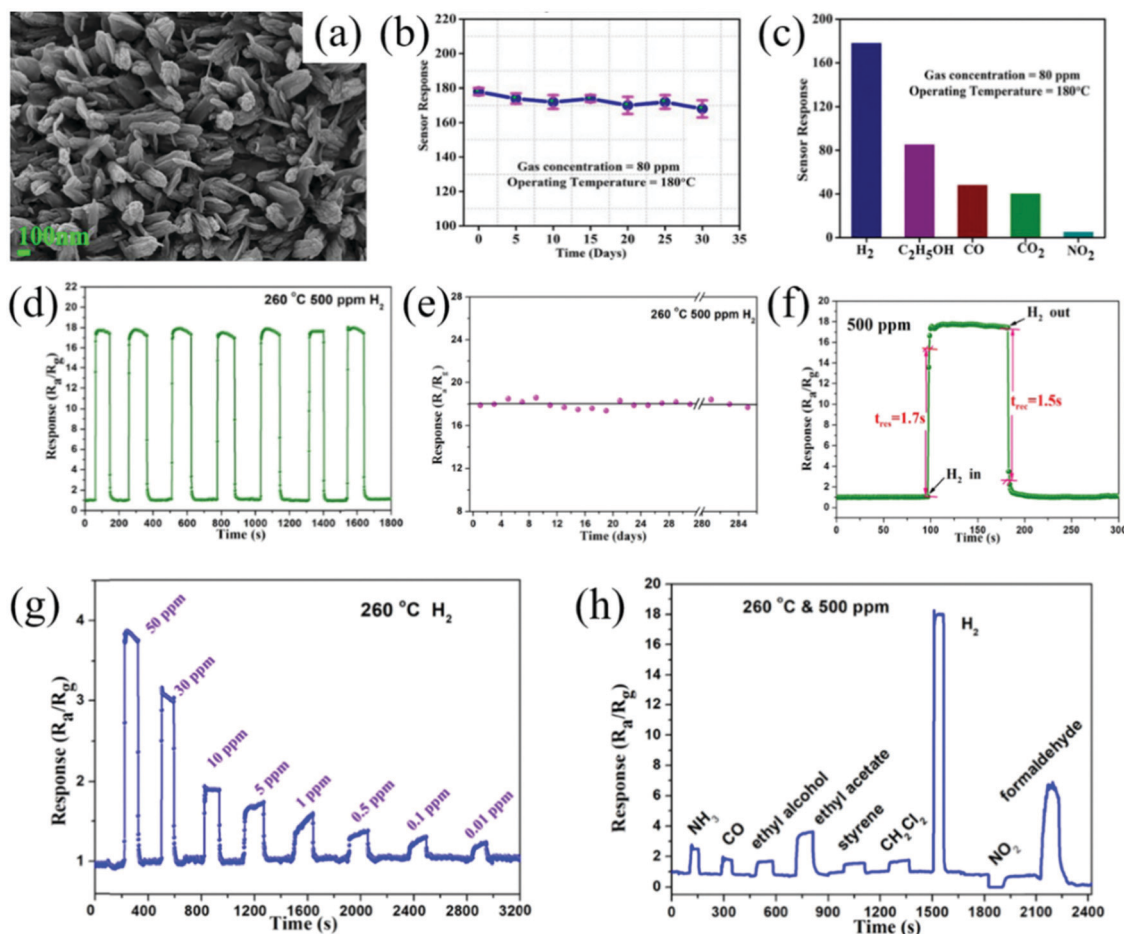 (a)
100nm
(b)
Sensor Response
220
200
180
160
140
120
100
Gas concentration = 80 ppm
Operating Temperature = 180°C
0 5 10 15 20 25 30 35
Time (Days)
(c)
Sensor Response
200
160
120
80
40
0
Gas concentration = 80 ppm
Operating Temperature = 180°C
H2 C2H5OH CO CO2 NO2
(d)
Response (Ra/Rg)
22
20
18
16
14
12
10
8
6
4
2
0
260 °C 500 ppm H2
0 200 400 600 800 1000 1200 1400 1600 1800
Time (s)
(e)
Response (Ra/Rg)
28
24
20
16
12
8
260 °C 500 ppm H2
0 4 8 12 16 20 24 28 280 284
Time (days)
(f)
Response (Ra/Rg)
20
18
16
14
12
10
8
6
4
2
0
500 ppm
H2 out
tres=1.7s
trec=1.5s
H2 in
0 50 100 150 200 250 300
Time (s)
(g)
Response (Ra/Rg)
4
3
2
1
260 °C H2
50 ppm
30 ppm
10 ppm
5 ppm
1 ppm
0.5 ppm
0.1 ppm
0.01 ppm
0 400 800 1200 1600 2000 2400 2800 3200
Time (s)
(h)
Response (Ra/Rg)
20
18
16
14
12
10
8
6
4
2
0
260 °C & 500 ppm
H2
NH3
CO
ethyl alcohol
ethyl acetate
styrene
CH2Cl2
NO2
formaldehyde
0 300 600 900 1200 1500 1800 2100 2400
Time (s)